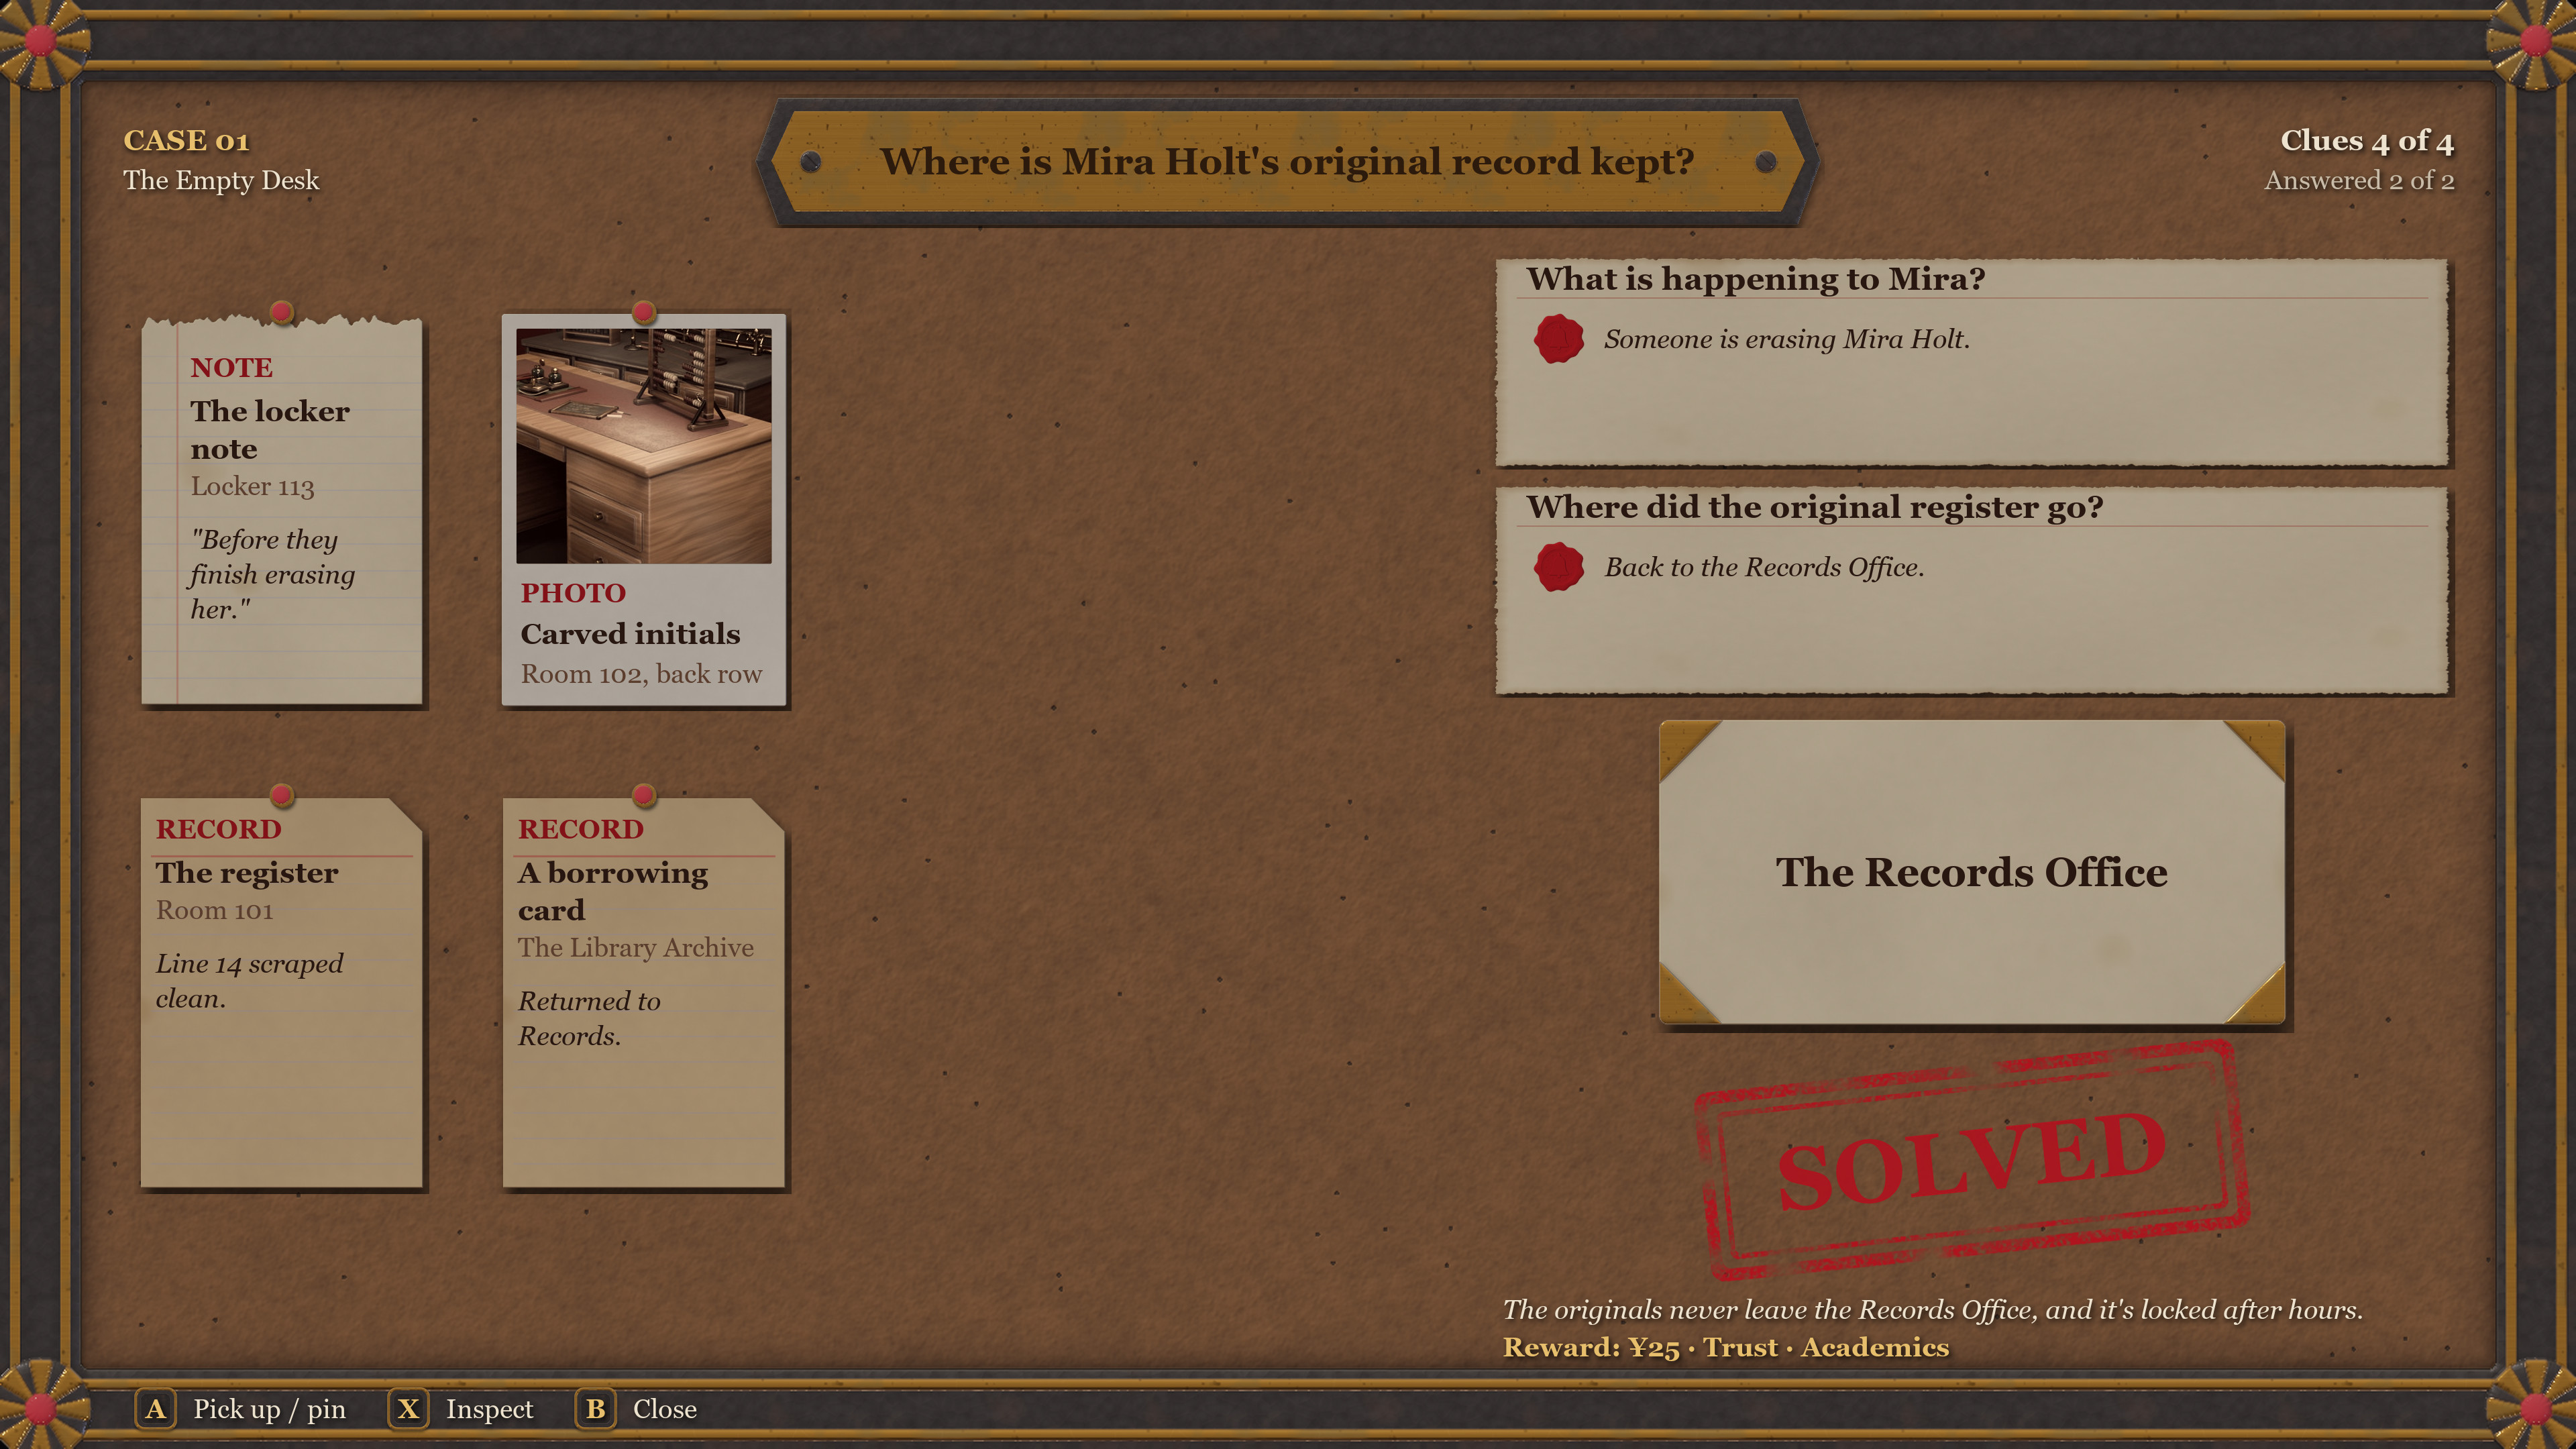 CASE 01
The Empty Desk
Where is Mira Holt's original record kept?
Clues 4 of 4
Answered 2 of 2
NOTE
The locker
note
Locker 113
"Before they
finish erasing
her."
PHOTO
Carved initials
Room 102, back row
RECORD
The register
Room 101
Line 14 scraped
clean.
RECORD
A borrowing
card
The Library Archive
Returned to
Records.
What is happening to Mira?
Someone is erasing Mira Holt.
Where did the original register go?
Back to the Records Office.
The Records Office
SOLVED
The originals never leave the Records Office, and it's locked after hours.
Reward: ¥25 · Trust · Academics
A Pick up / pin X Inspect B Close